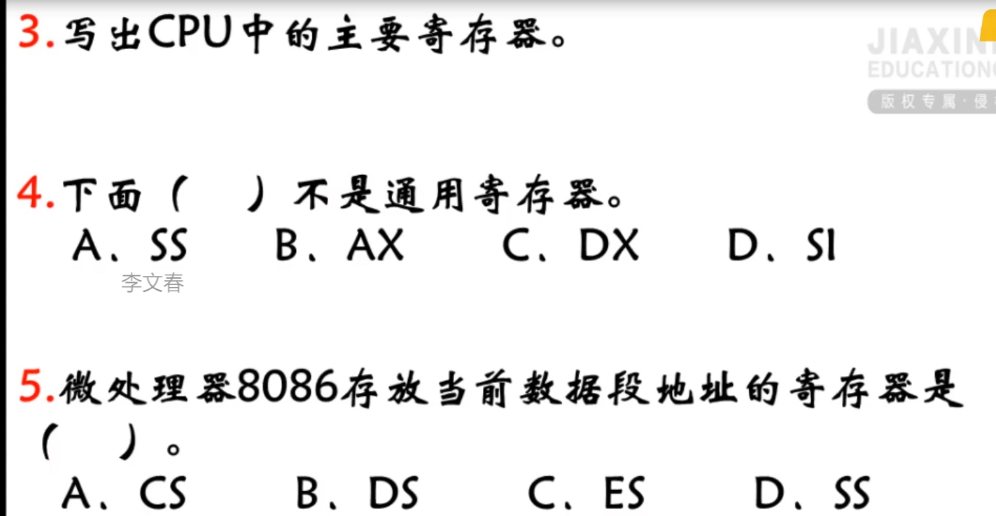 3.写出CPU中的主要寄存器。
JIAXIN
EDUCATION
版权专属·侵
4.下面（ ）不是通用寄存器。
A、SS B、AX C、DX D、SI
李文春
5.微处理器8086存放当前数据段地址的寄存器是
（ ）。
A、CS B、DS C、ES D、SS